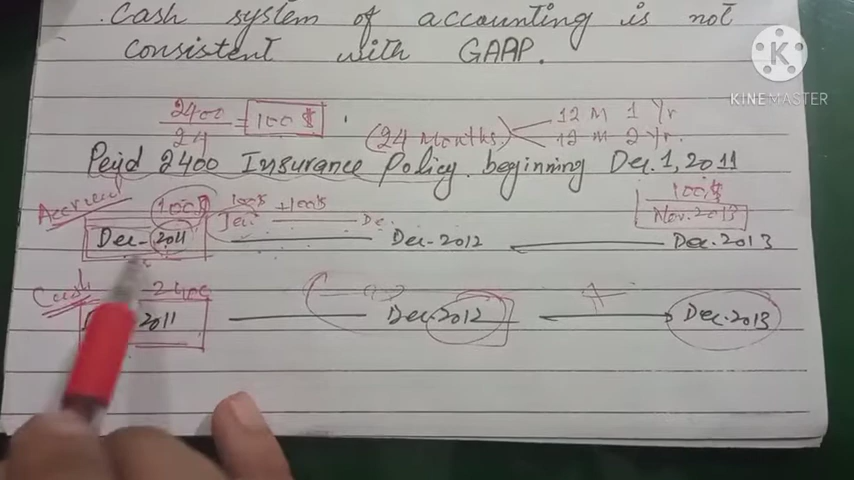 Cash system of accounting is not
consistent with GAAP.
KINEMASTER
2400
24 = 100$
(24 Months.) 12 M 1 Yr
12 M 2 Yr.
Paid 2400 Insurance Policy beginning Dec. 1, 2011
Accrual 100$ 100$ +100$ 100.$
Jan De. Nov. 2013
Dec-2011 Dec-2012 Dec. 2013
Cash 2400
2011 Dec-2012 Dec. 2013